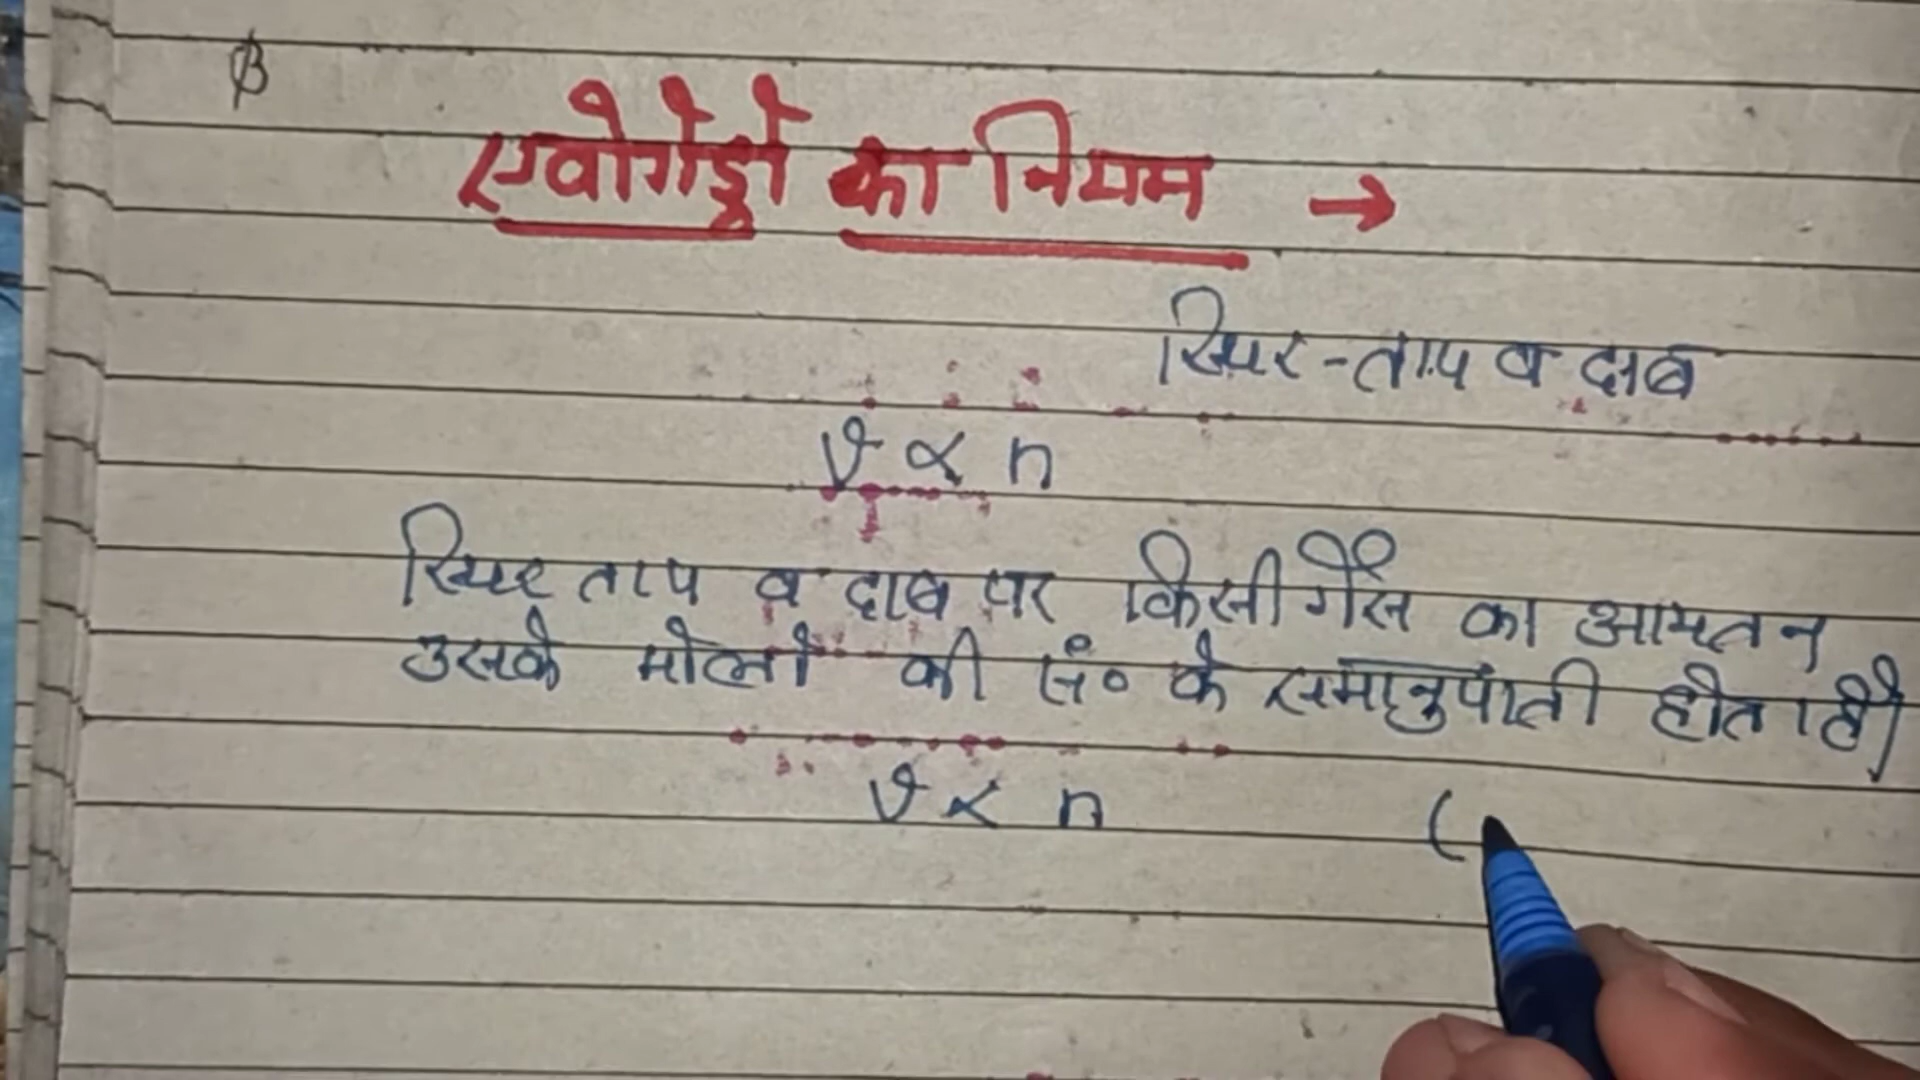 एवोगेड्रो का नियम →
स्थिर-ताप व दाब
V ∝ n
स्थिर ताप व दाब पर किसी गैस का आयतन
उसके मोलो की सं० के समानुपाती होता है।
V ∝ n (